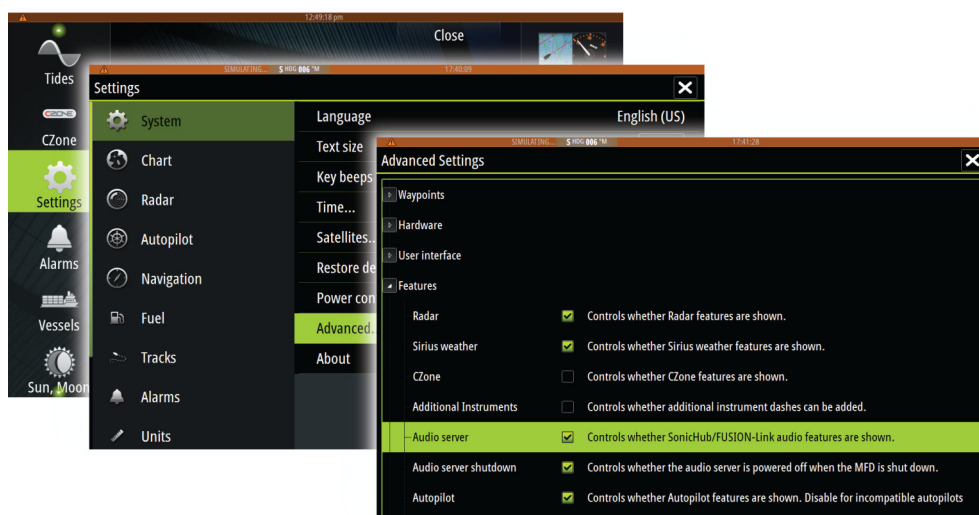 12:49:18 pm
Close
Tides
CZONE
CZone
Settings
Alarms
Vessels
Sun, Moon
SIMULATING... S HDG 006 °M 17:40:09
Settings
System
Chart
Radar
Autopilot
Navigation
Fuel
Tracks
Alarms
Units
Language English (US)
Text size
Key beeps
Time...
Satellites..
Restore de
Power con
Advanced.
About
SIMULATING... S HDG 006 °M 17:41:28
Advanced Settings
Waypoints
Hardware
User interface
Features
Radar Controls whether Radar features are shown.
Sirius weather Controls whether Sirius weather features are shown.
CZone Controls whether CZone features are shown.
Additional Instruments Controls whether additional instrument dashes can be added.
Audio server Controls whether SonicHub/FUSION-Link audio features are shown.
Audio server shutdown Controls whether the audio server is powered off when the MFD is shut down.
Autopilot Controls whether Autopilot features are shown. Disable for incompatible autopilots